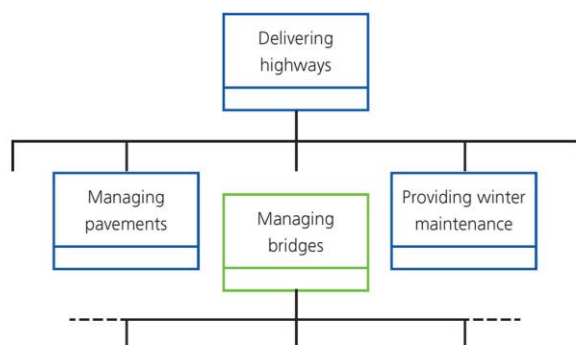 Delivering
highways
Managing
pavements
Managing
bridges
Providing winter
maintenance